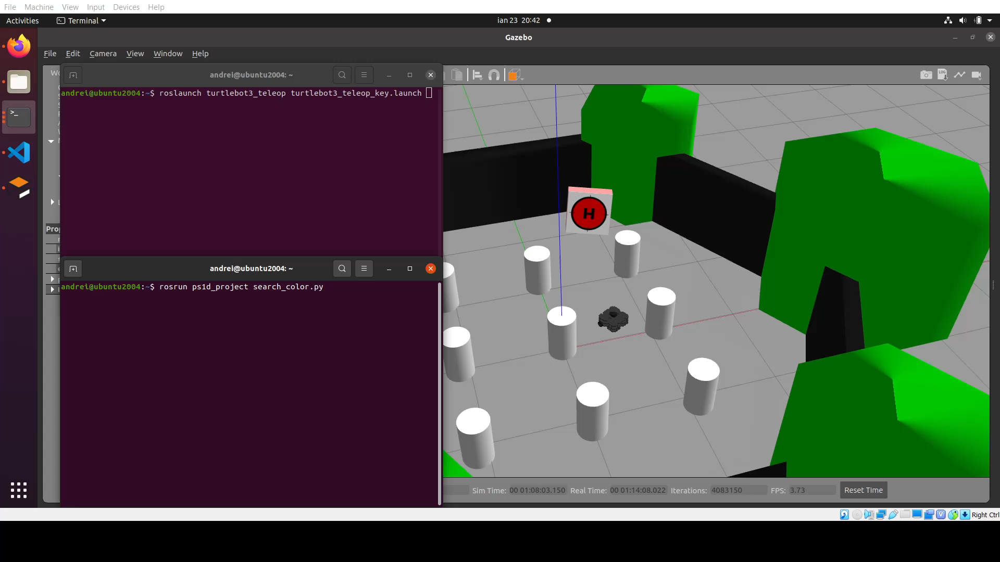 File Machine View Input Devices Help
Activities Terminal ian 23 20:42
Gazebo
File Edit Camera View Window Help
andrei@ubuntu2004: ~
LOG
andrei@ubuntu2004:~$ roslaunch turtlebot3_teleop turtlebot3_teleop_key.launch
H
Prop
andrei@ubuntu2004: ~
andrei@ubuntu2004:~$ rosrun ps1d_project search_color.py
Sim Time: 00 01:08:03.150 Real Time: 00 01:14:08.022 Iterations: 4083150 FPS: 3.73 Reset Time
Right Ctrl